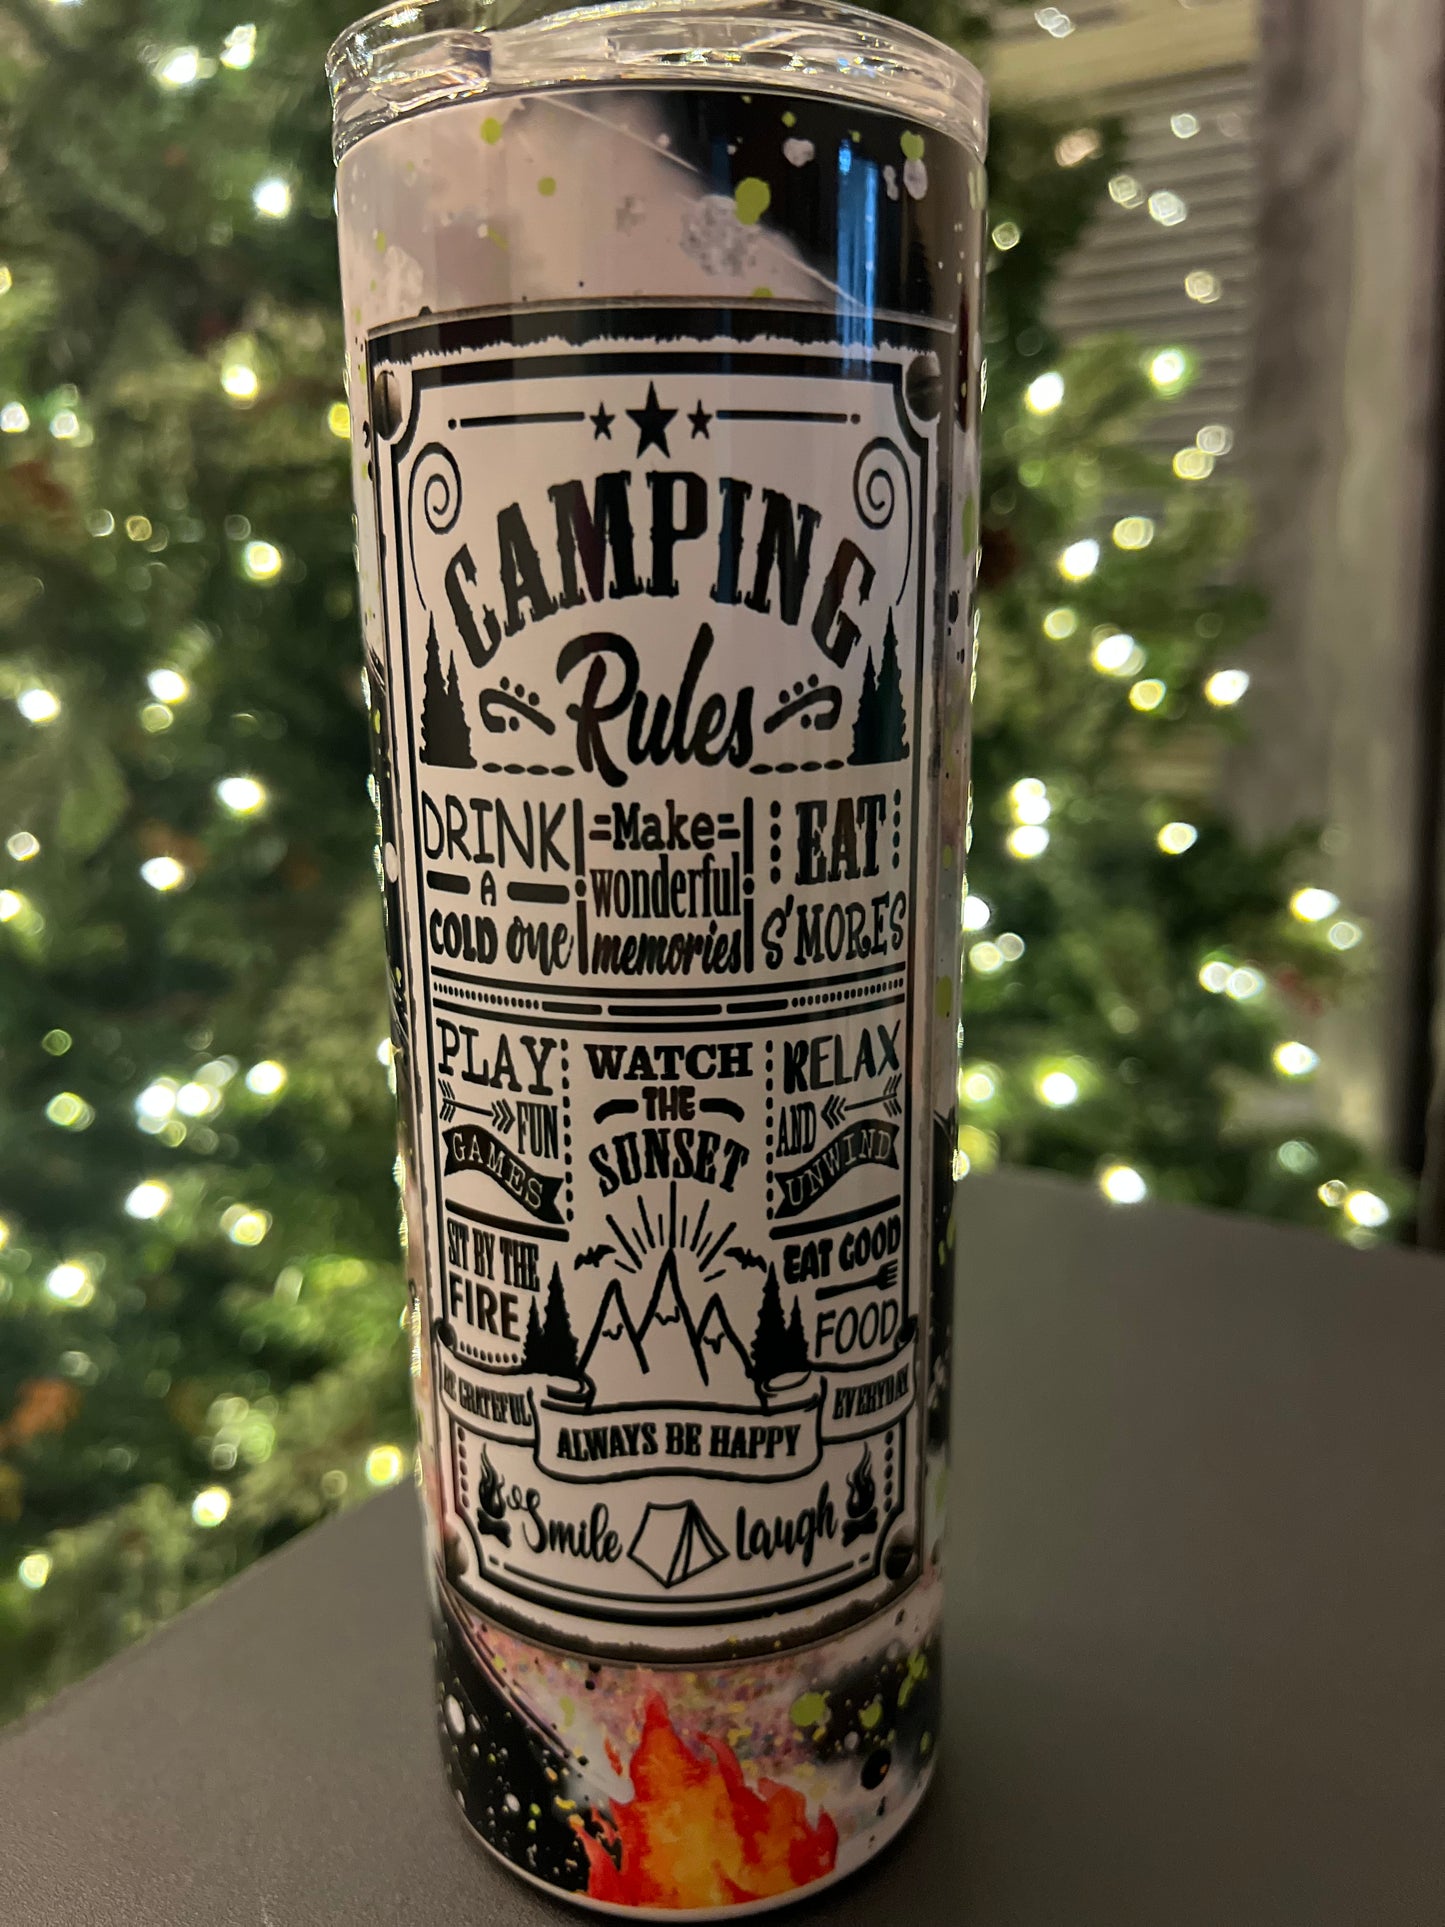 CAMPING
Rules
DRINK
A
COLD one
Make
wonderful
memories
EAT
S'MORES
PLAY
FUN
GAMES
WATCH
THE
SUNSET
RELAX
AND
UNWIND
SIT BY THE
FIRE
EAT GOOD
FOOD
BE GRATEFUL
ALWAYS BE HAPPY
EVERYDAY
Smile Laugh